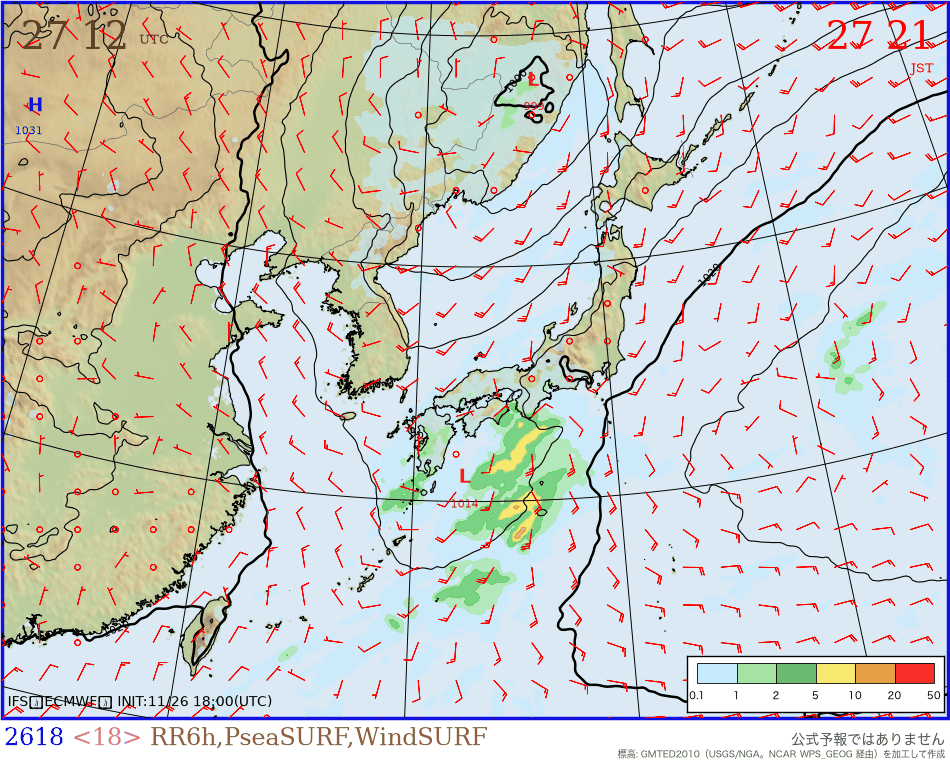 27 12 UTC
27 21
JST
H
1031
1000
L
1020
L
1014
0.1 1 2 5 10 20 50
IFS ECMWF INIT:11/26 18:00(UTC)
2618 <18> RR6h,PseaSURF,WindSURF
公式予報ではありません
標高: GMTED2010（USGS/NGA。NCAR WPS_GEOG 経由）を加工して作成